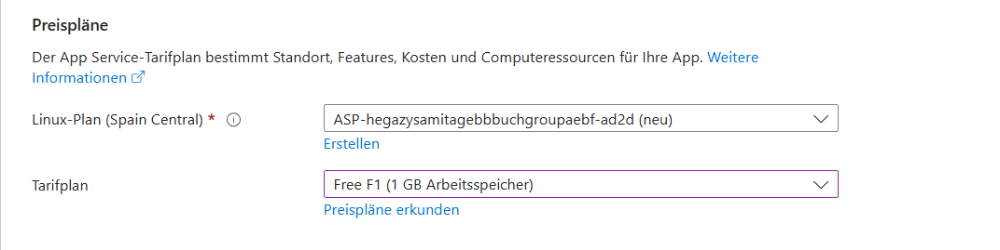 Preispläne
Der App Service-Tarifplan bestimmt Standort, Features, Kosten und Computeressourcen für Ihre App. Weitere
Informationen
Linux-Plan (Spain Central) *
ASP-hegazysamitagebbbuchgroupaebf-ad2d (neu)
Erstellen
Tarifplan
Free F1 (1 GB Arbeitsspeicher)
Preispläne erkunden